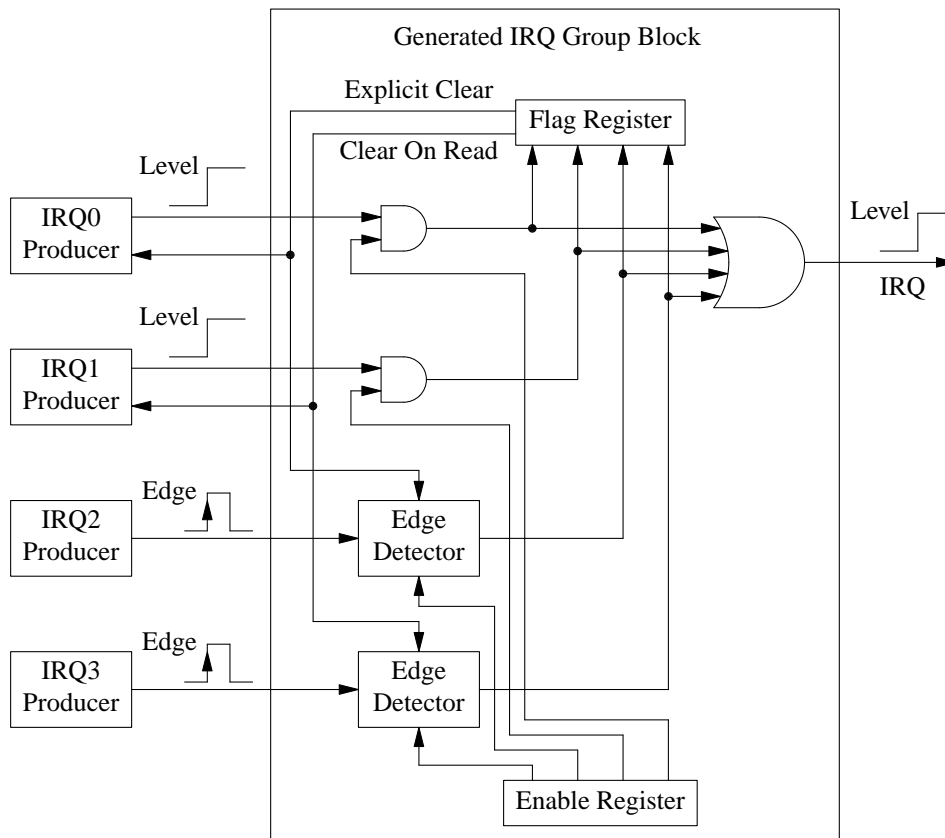 Generated IRQ Group Block
Explicit Clear
Flag Register
Clear On Read
Level
IRQ0
Producer
Level
IRQ
Level
IRQ1
Producer
Edge
IRQ2
Producer
Edge
Detector
Edge
IRQ3
Producer
Edge
Detector
Enable Register